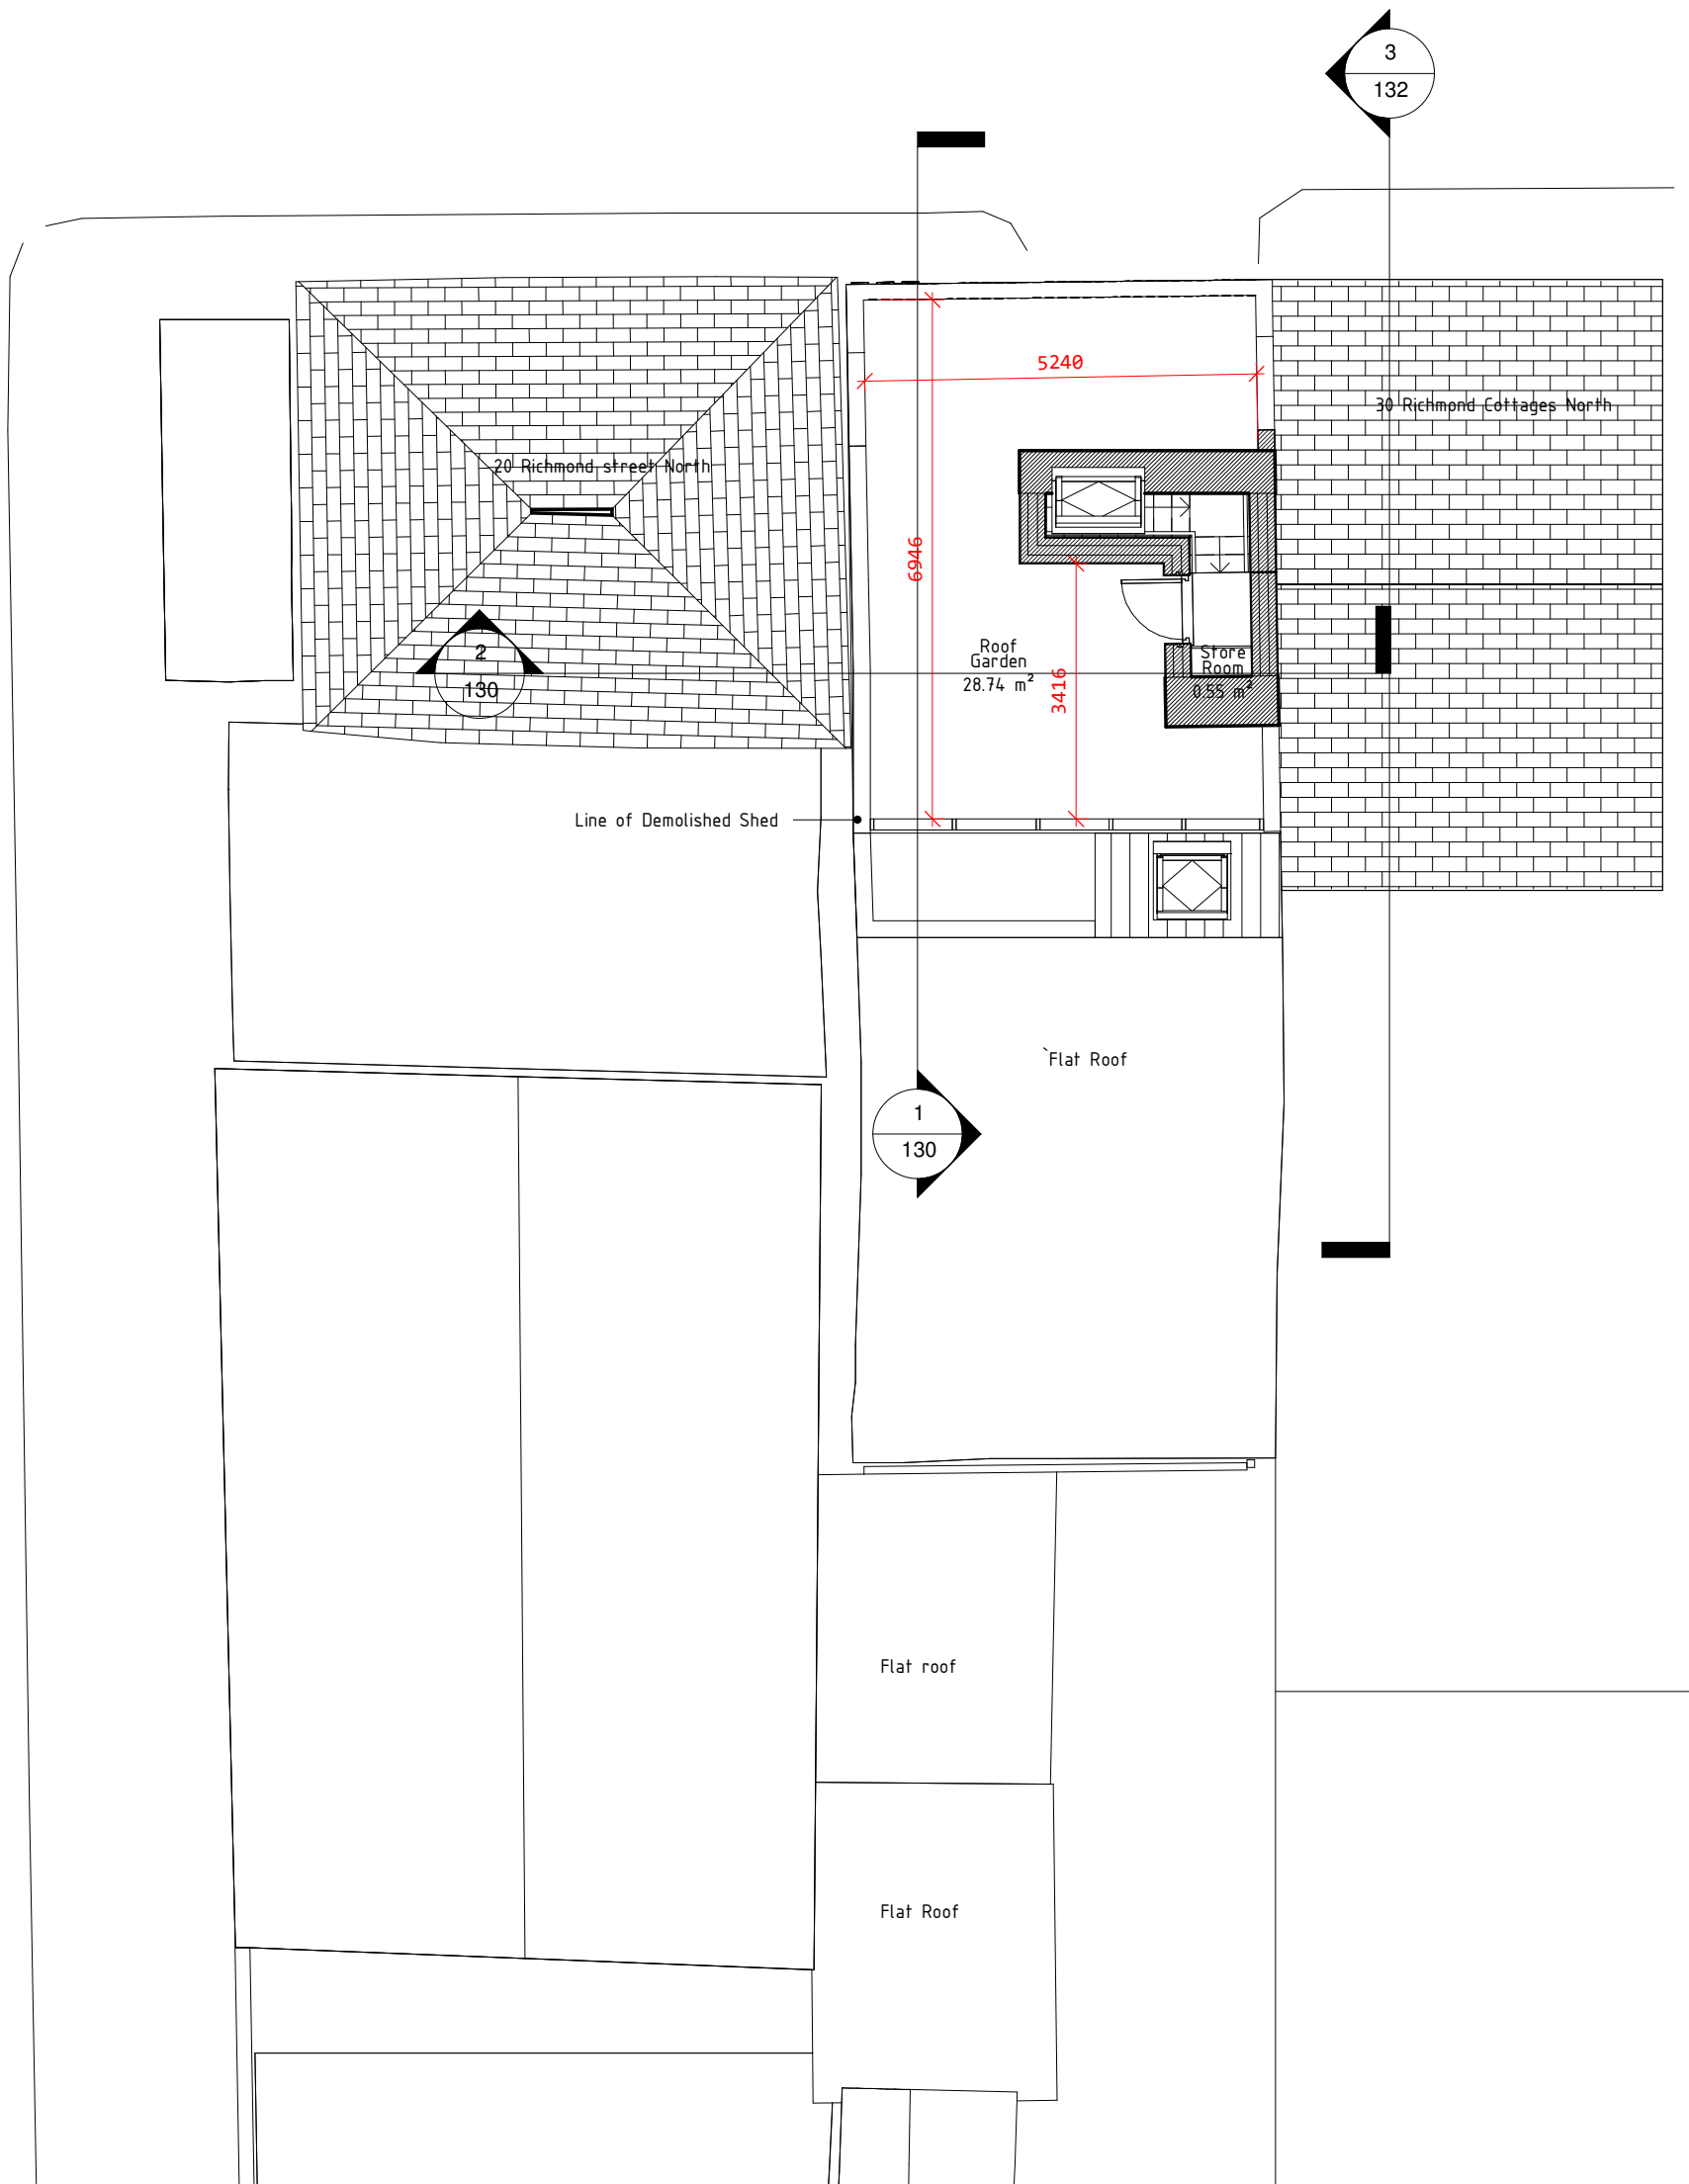 3
132
5240
30 Richmond Cottages North
20 Richmond street North
6946
Roof
Garden
28.74 m²
3416
Store
Room
0.55 m²
2
130
Line of Demolished Shed
`Flat Roof
1
130
Flat roof
Flat Roof